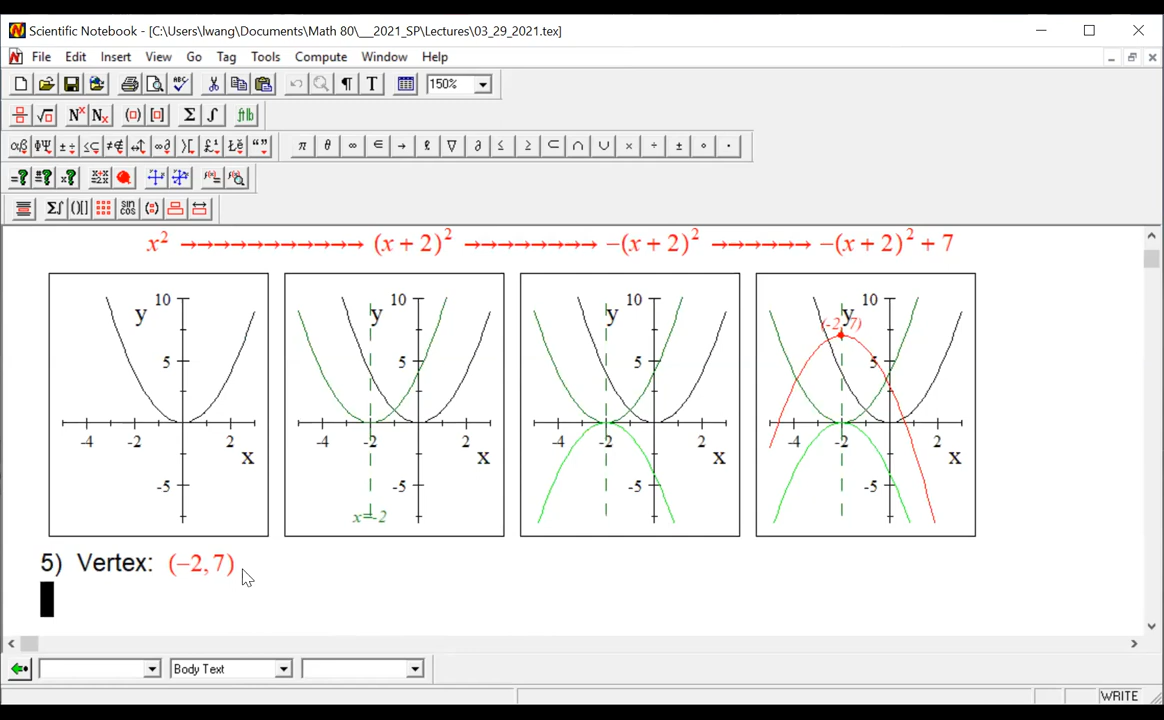 Scientific Notebook - [C:\Users\lwang\Documents\Math 80\__2021_SP\Lectures\03_29_2021.tex]
File Edit Insert View Go Tag Tools Compute Window Help
150%
x² →→→→→→→→→→→→ (x + 2)² →→→→→→→→→ −(x + 2)² →→→→→→→ −(x + 2)² + 7
y 10 5 -4 -2 2 x -5
y 10 5 -4 -2 2 x -5 x=-2
y 10 5 -4 -2 2 x -5
(-2,7) y 10 5 -4 -2 2 x -5
5) Vertex: (−2, 7)
Body Text
WRITE